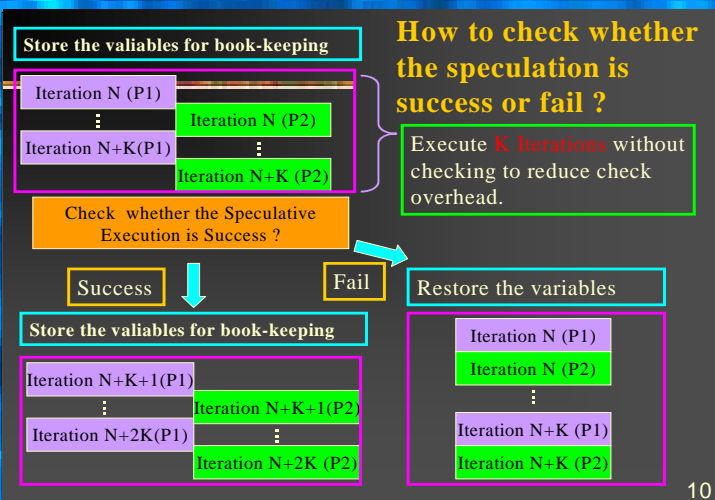 How to check whether
the speculation is
success or fail ?
Store the valiables for book-keeping
Iteration N (P1)
Iteration N (P2)
Iteration N+K(P1)
Iteration N+K (P2)
Execute K Iterations without
checking to reduce check
overhead.
Check whether the Speculative
Execution is Success ?
Success
Fail
Store the valiables for book-keeping
Iteration N+K+1(P1)
Iteration N+K+1(P2)
Iteration N+2K(P1)
Iteration N+2K (P2)
Restore the variables
Iteration N (P1)
Iteration N (P2)
Iteration N+K (P1)
Iteration N+K (P2)
10